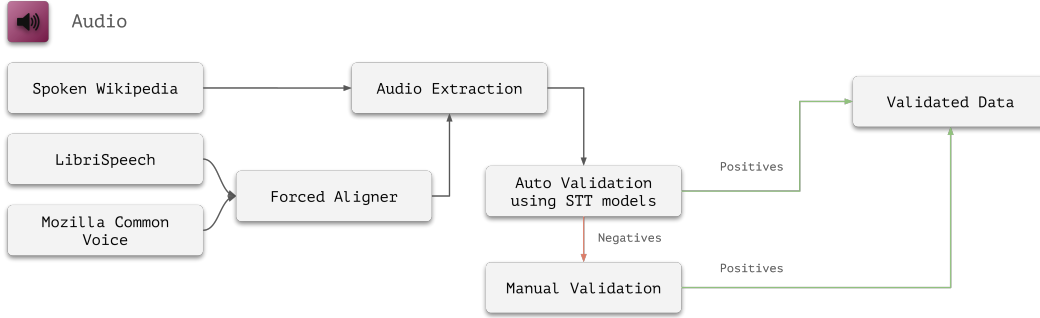 Audio
Spoken Wikipedia
Audio Extraction
Validated Data
LibriSpeech
Forced Aligner
Mozilla Common
Voice
Auto Validation
using STT models
Positives
Negatives
Manual Validation
Positives